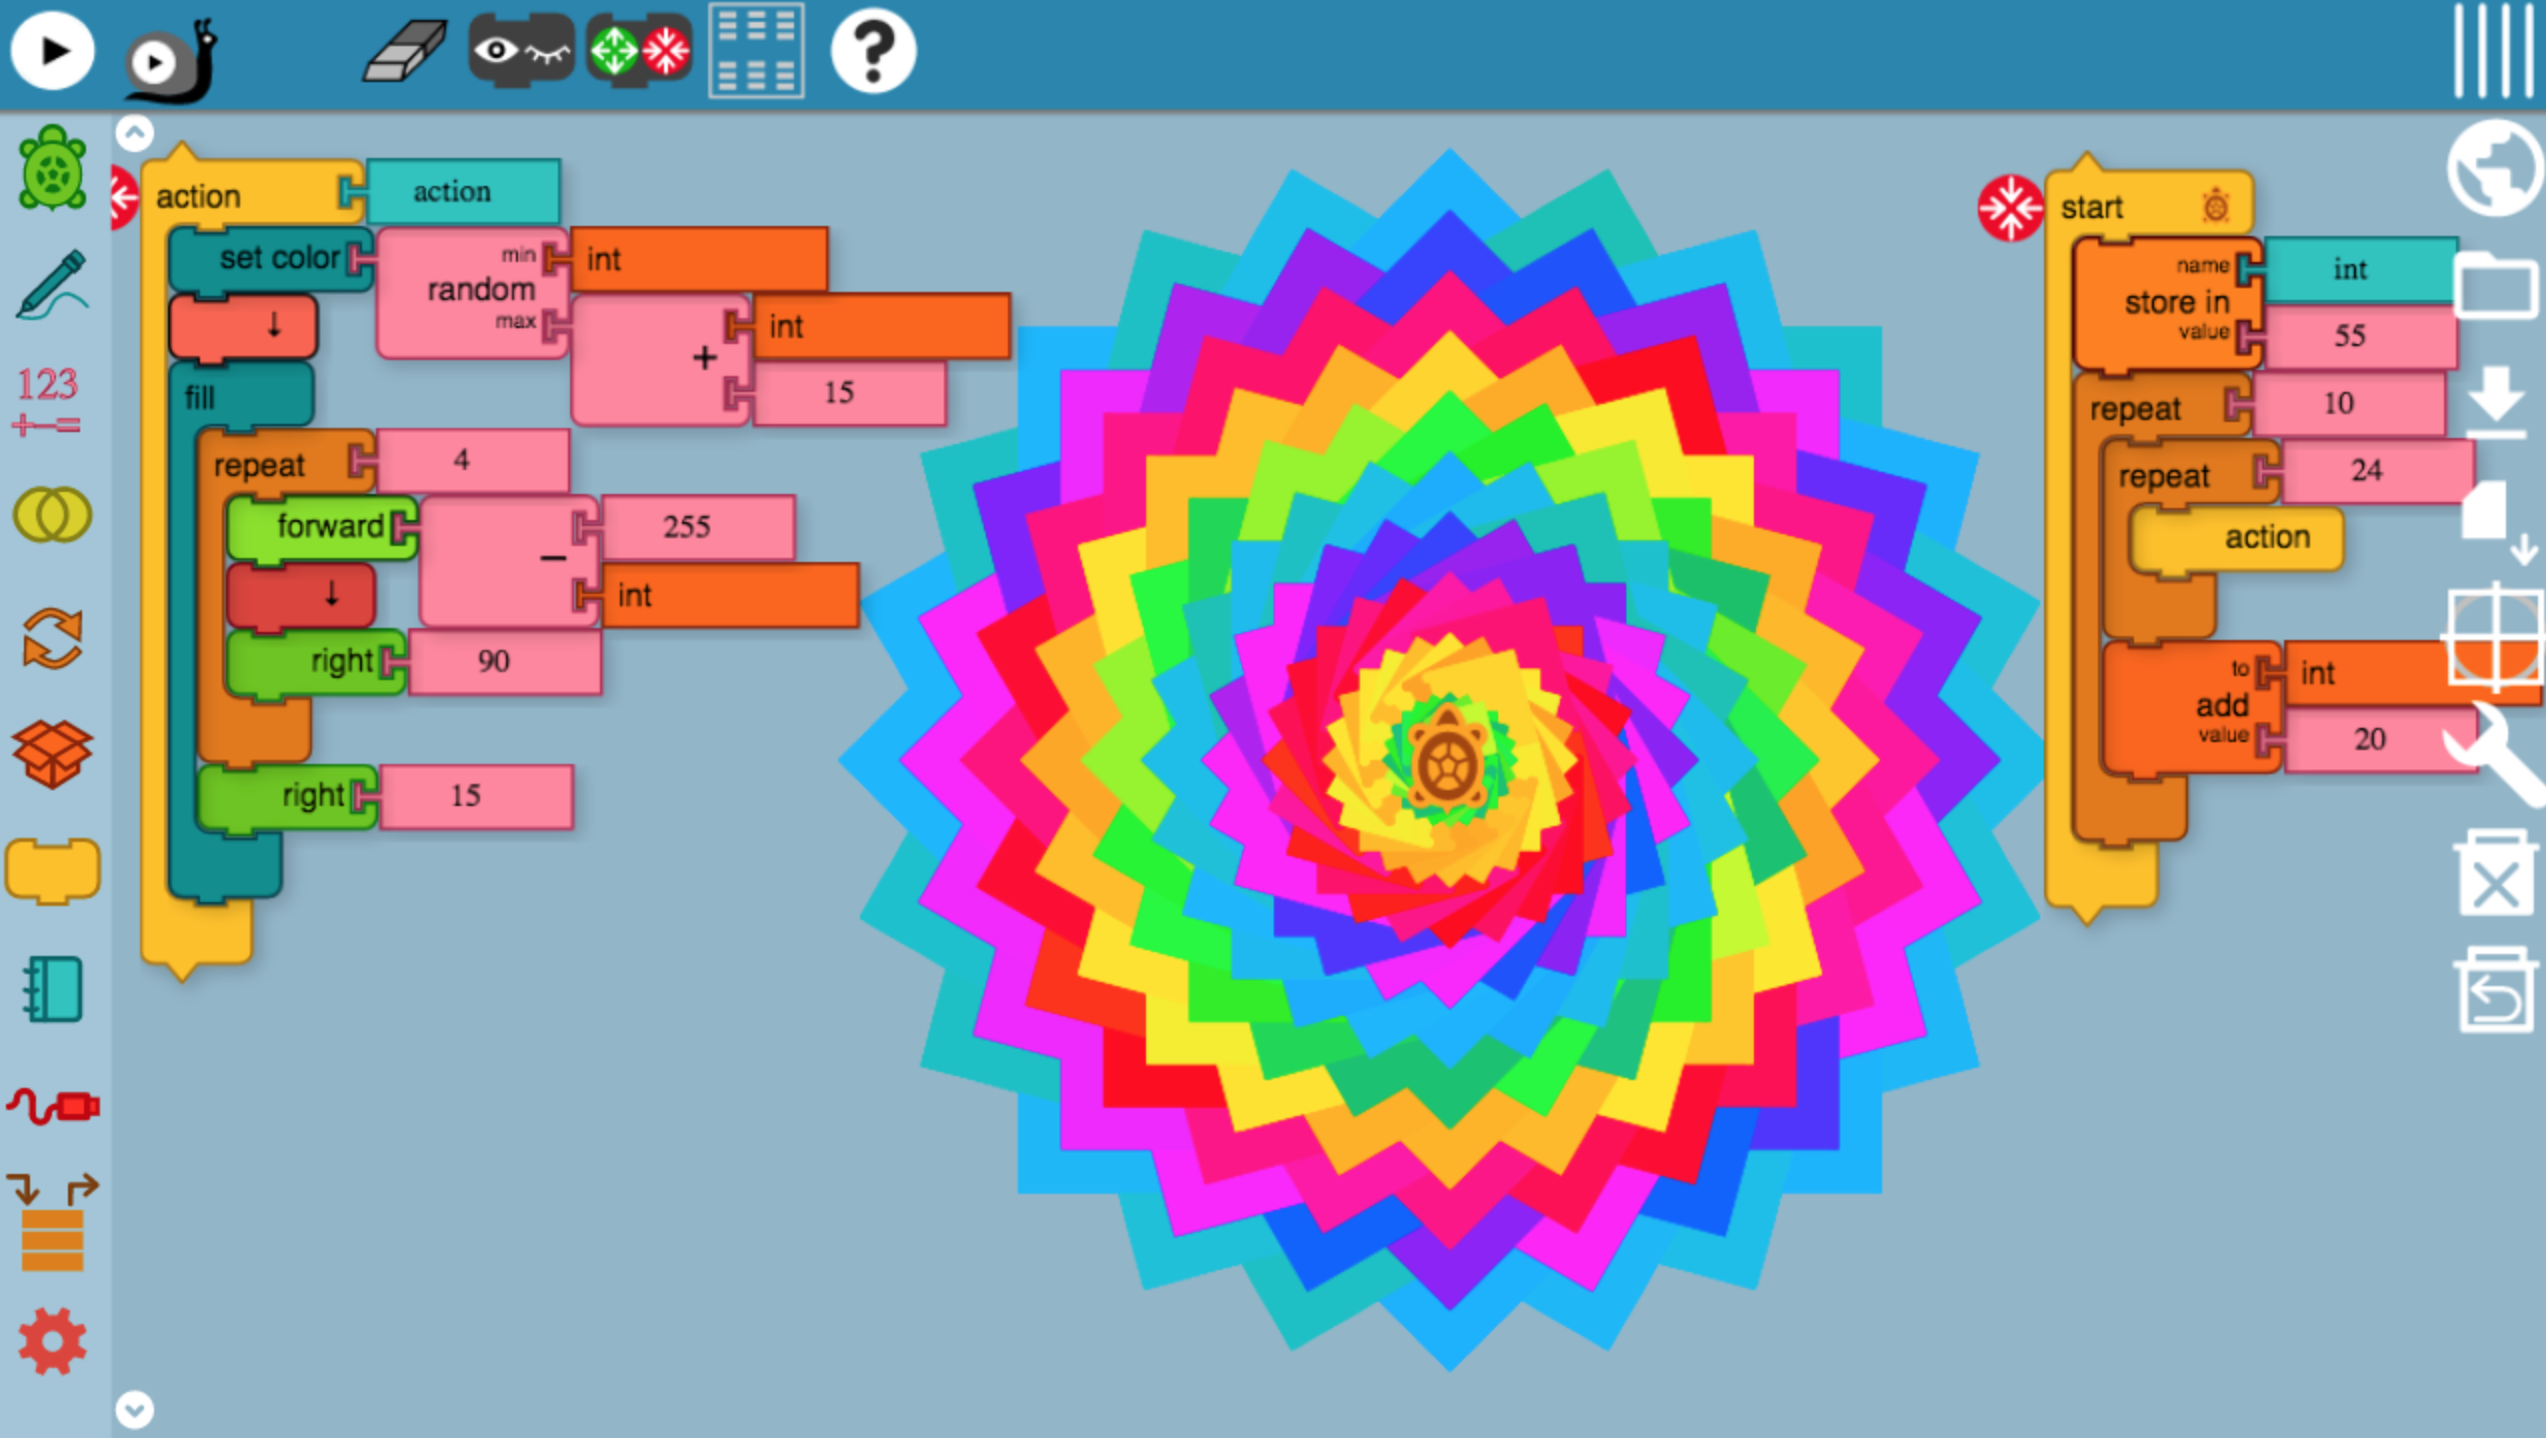 ?
123
+−=
action action
set color random min int
max + int
15
fill
repeat 4
forward − 255
int
right 90
right 15
start
store in name int
value 55
repeat 10
repeat 24
action
add to int
value 20